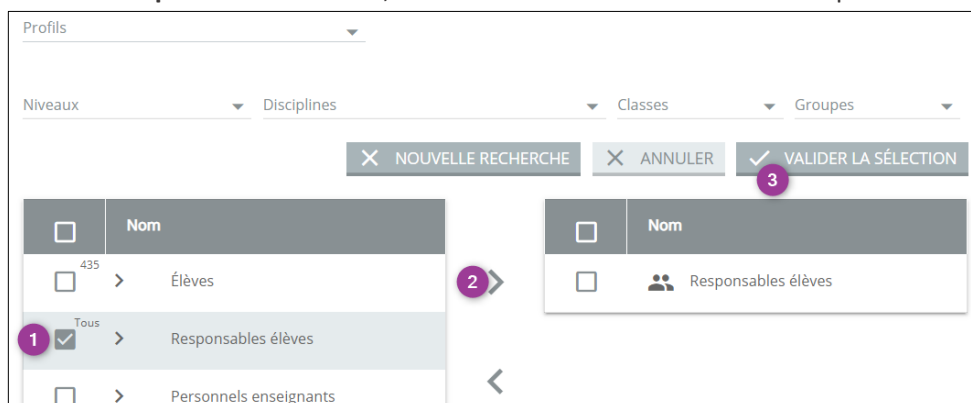 Profils
Niveaux Disciplines Classes Groupes
NOUVELLE RECHERCHE ANNULER VALIDER LA SÉLECTION
3
Nom Nom
435
Élèves 2 Responsables élèves
Tous
1 Responsables élèves
Personnels enseignants